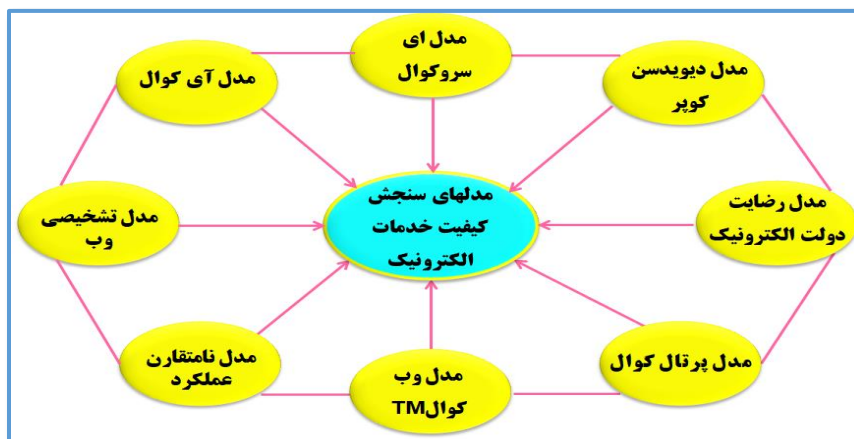 مدل ای
سروکوال
مدل دیویدسن
کوپر
مدل رضایت
دولت الکترونیک
مدل پرتال کوال
مدل وب
کوالTM
مدل نامتقارن
عملکرد
مدل تشخیصی
وب
مدل آی کوال
مدلهای سنجش
کیفیت خدمات
الکترونیک